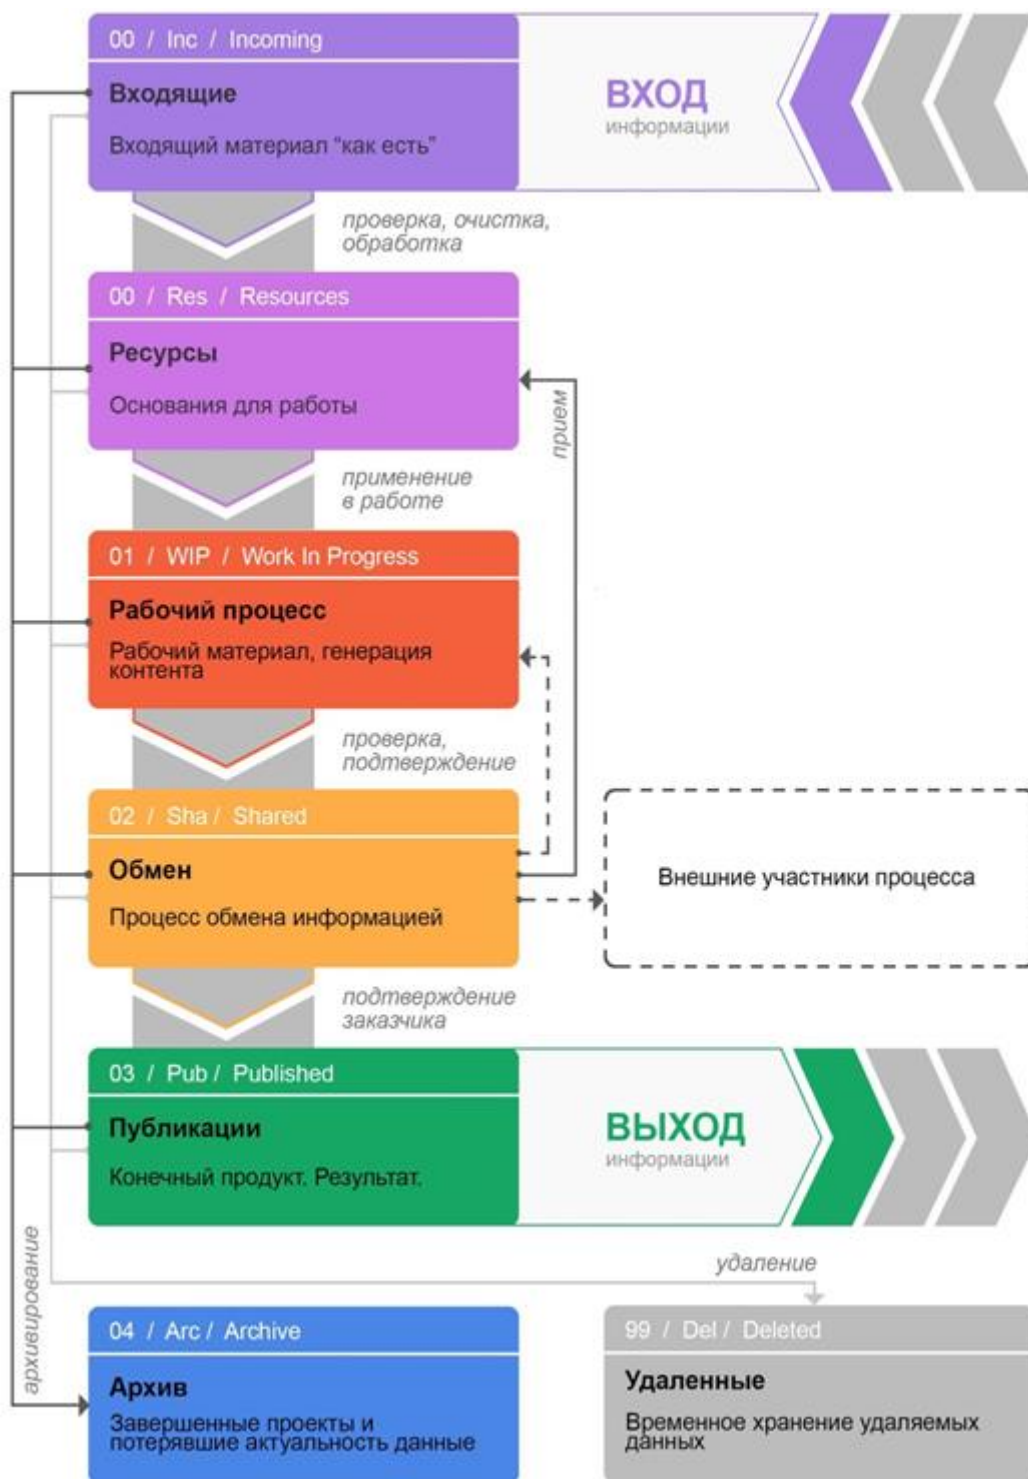 00 / Inc / Incoming
Входящие
Входящий материал “как есть”
ВХОД
информации
проверка, очистка,
обработка
00 / Res / Resources
Ресурсы
Основания для работы
прием
применение
в работе
01 / WIP / Work In Progress
Рабочий процесс
Рабочий материал, генерация
контента
проверка,
подтверждение
02 / Sha / Shared
Обмен
Процесс обмена информацией
Внешние участники процесса
подтверждение
заказчика
03 / Pub / Published
Публикации
Конечный продукт. Результат.
ВЫХОД
информации
архивирование
удаление
04 / Arc / Archive
Архив
Завершенные проекты и
потерявшие актуальность данные
99 / Del / Deleted
Удаленные
Временное хранение удаляемых
данных